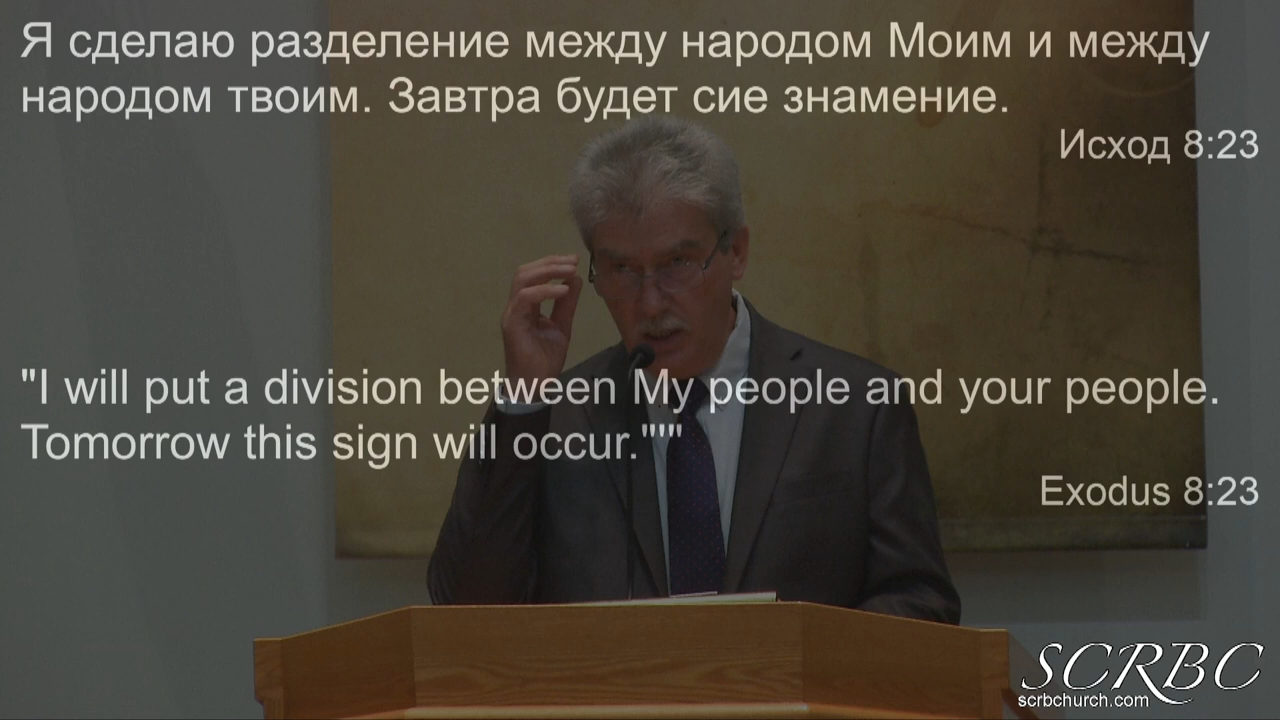 Я сделаю разделение между народом Моим и между
народом твоим. Завтра будет сие знамение.
Исход 8:23
"I will put a division between My people and your people.
Tomorrow this sign will occur."'"
Exodus 8:23
SCRBC
scrbchurch.com